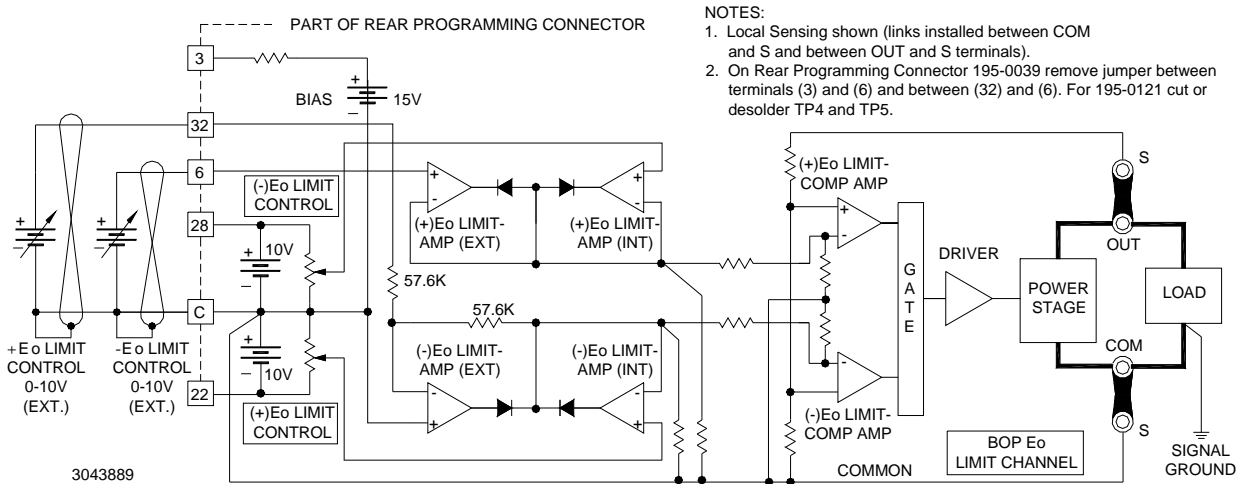 PART OF REAR PROGRAMMING CONNECTOR
NOTES:
1. Local Sensing shown (links installed between COM
and S and between OUT and S terminals).
2. On Rear Programming Connector 195-0039 remove jumper between
terminals (3) and (6) and between (32) and (6). For 195-0121 cut or
desolder TP4 and TP5.
3
+
BIAS
15V
–
32
6
28
C
22
(-)Eo LIMIT
CONTROL
+
10V
–
+
10V
–
(+)Eo LIMIT
CONTROL
+
–
+
–
+Eo LIMIT
CONTROL
0-10V
(EXT.)
-Eo LIMIT
CONTROL
0-10V
(EXT.)
57.6K
57.6K
+
-
(+)Eo LIMIT-
AMP (EXT)
+
-
(+)Eo LIMIT-
AMP (INT)
(-)Eo LIMIT-
AMP (EXT)
-
+
(-)Eo LIMIT-
AMP (INT)
-
+
(+)Eo LIMIT-
COMP AMP
+
-
-
+
(-)Eo LIMIT-
COMP AMP
G
A
T
E
DRIVER
POWER
STAGE
S
OUT
LOAD
COM
S
SIGNAL
GROUND
BOP Eo
LIMIT CHANNEL
COMMON
3043889